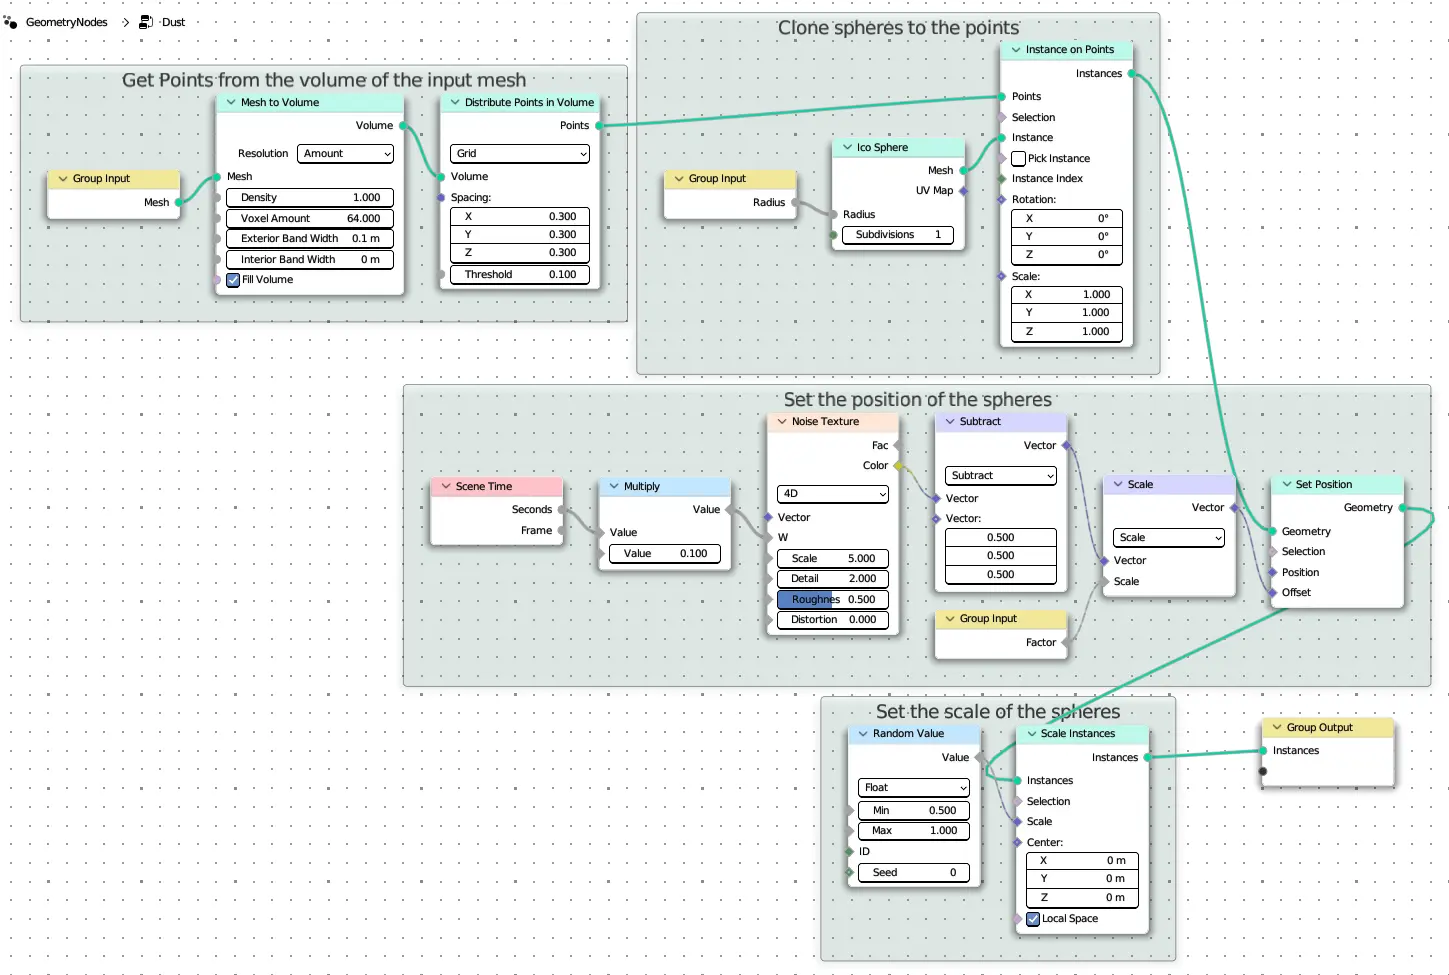 GeometryNodes > Dust
Get Points from the volume of the input mesh
Group Input
Mesh
Mesh to Volume
Volume
Resolution Amount
Mesh
Density 1.000
Voxel Amount 64.000
Exterior Band Width 0.1 m
Interior Band Width 0 m
Fill Volume
Distribute Points in Volume
Points
Grid
Volume
Spacing:
X 0.300
Y 0.300
Z 0.300
Threshold 0.100
Clone spheres to the points
Group Input
Radius
Ico Sphere
Mesh
UV Map
Radius
Subdivisions 1
Instance on Points
Instances
Points
Selection
Instance
Pick Instance
Instance Index
Rotation:
X 0°
Y 0°
Z 0°
Scale:
X 1.000
Y 1.000
Z 1.000
Set the position of the spheres
Scene Time
Seconds
Frame
Multiply
Value
Value
Value 0.100
Noise Texture
Fac
Color
4D
Vector
W
Scale 5.000
Detail 2.000
Roughnes 0.500
Distortion 0.000
Subtract
Vector
Subtract
Vector
Vector:
0.500
0.500
0.500
Group Input
Factor
Scale
Vector
Scale
Vector
Scale
Set Position
Geometry
Geometry
Selection
Position
Offset
Set the scale of the spheres
Random Value
Value
Float
Min 0.500
Max 1.000
ID
Seed 0
Scale Instances
Instances
Instances
Selection
Scale
Center:
X 0 m
Y 0 m
Z 0 m
Local Space
Group Output
Instances